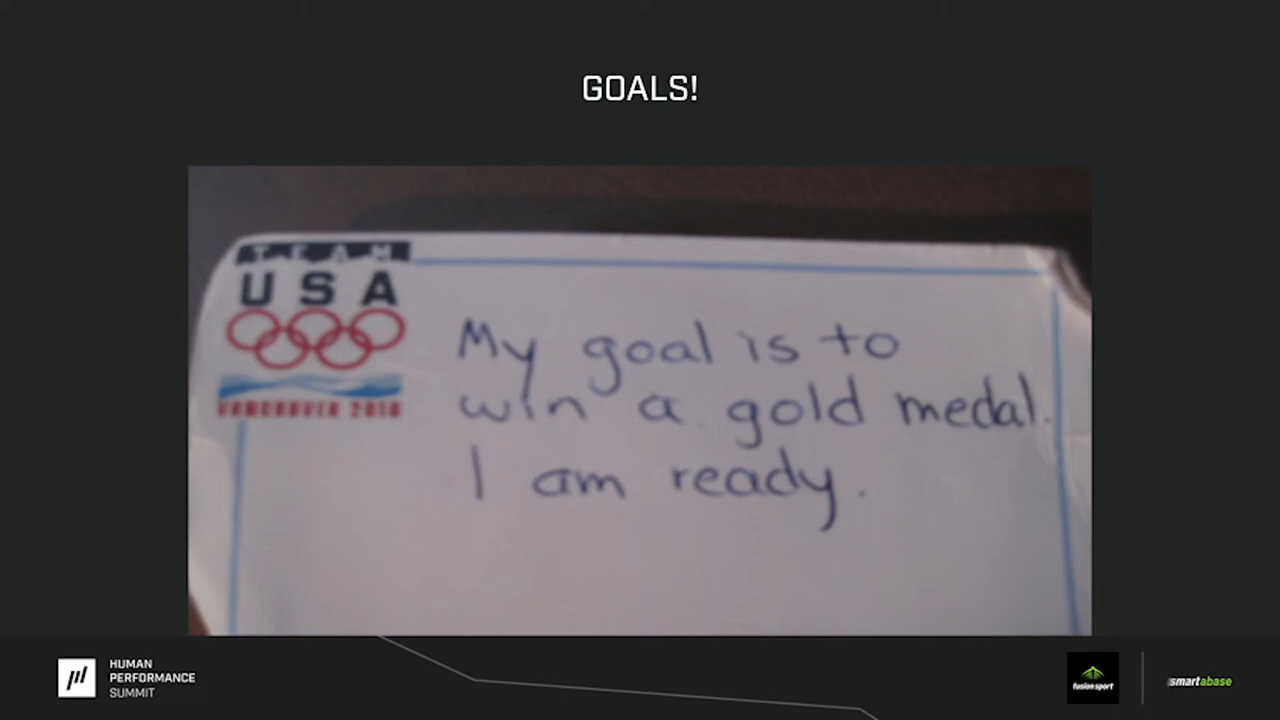 GOALS!
TEAM
USA
VANCOUVER 2010
My goal is to
win a gold medal.
I am ready.
HUMAN
PERFORMANCE
SUMMIT
fusion sport
smartabase